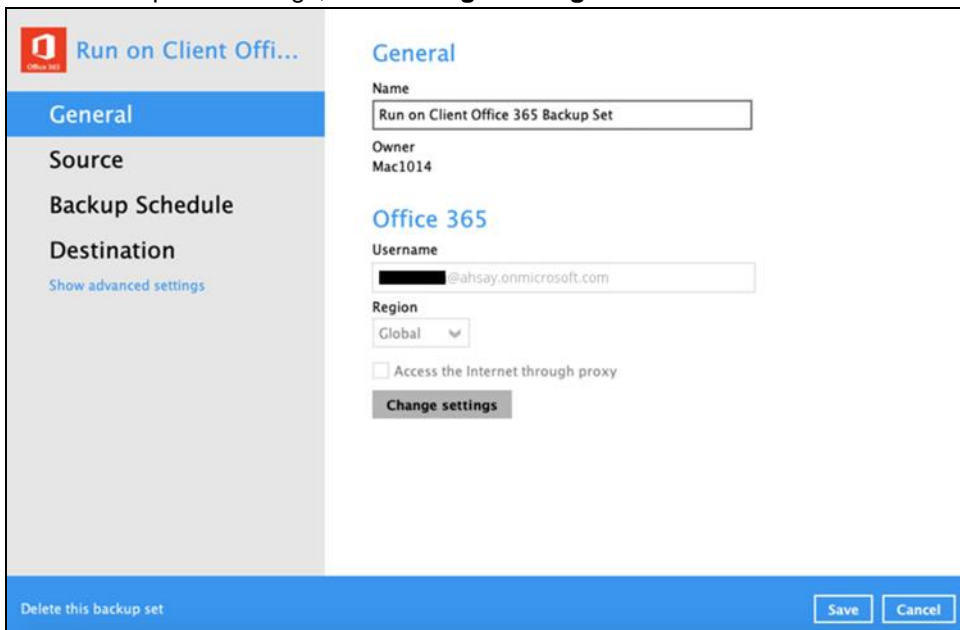 Office 365
Run on Client Offi...
General
Source
Backup Schedule
Destination
Show advanced settings
General
Name
Run on Client Office 365 Backup Set
Owner
Mac1014
Office 365
Username
@ahsay.onmicrosoft.com
Region
Global
Access the Internet through proxy
Change settings
Delete this backup set
Save
Cancel